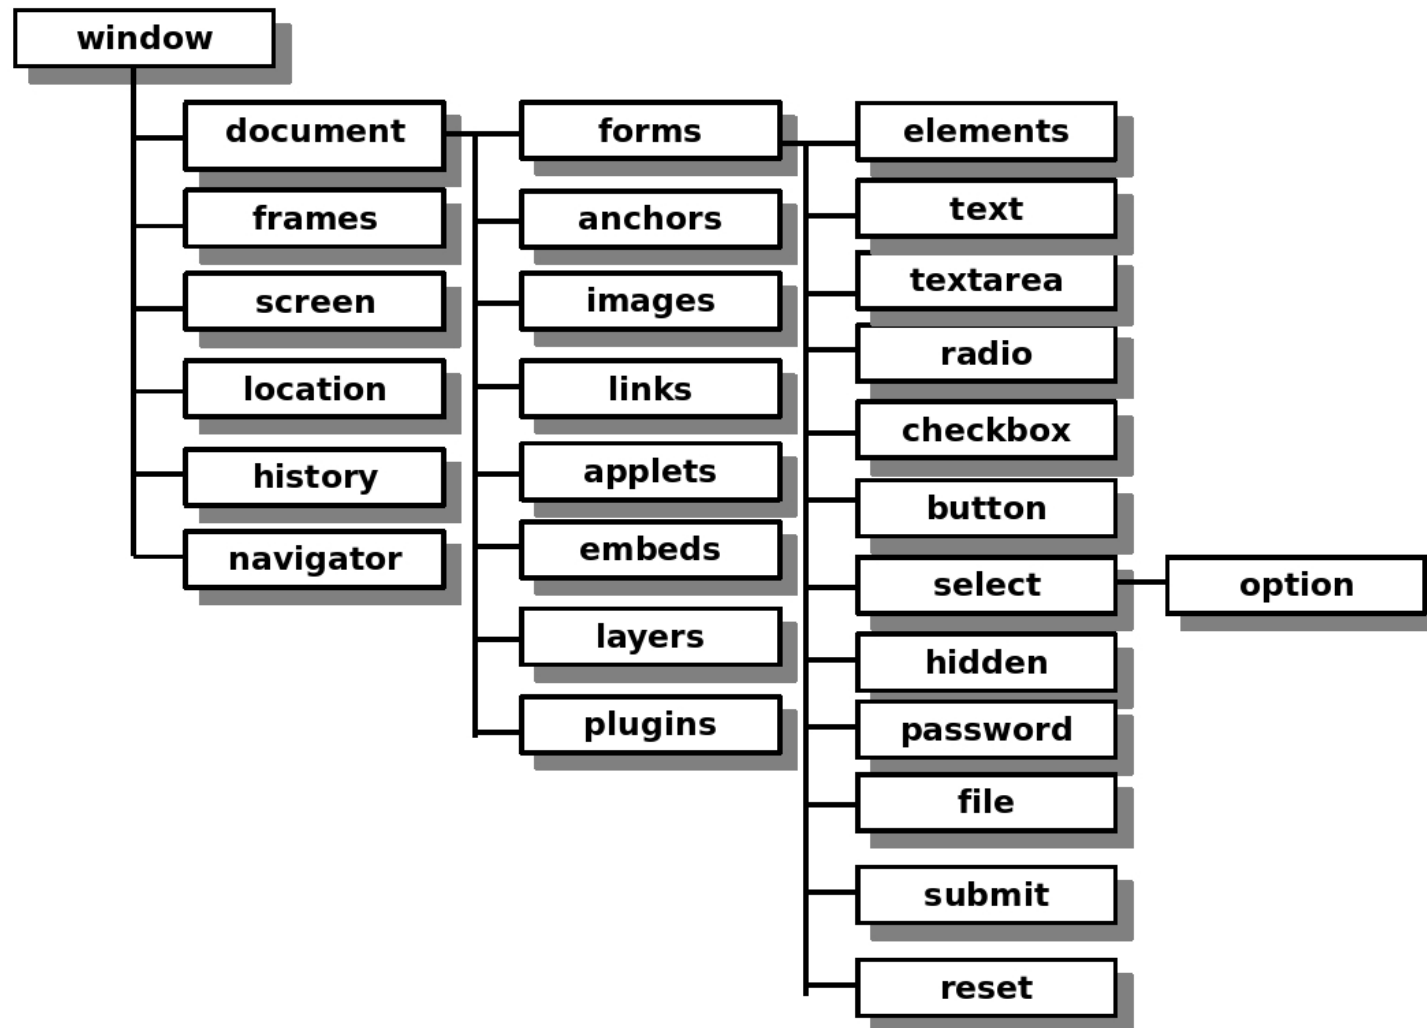 window
document
forms
elements
frames
anchors
text
screen
images
textarea
location
links
radio
history
applets
checkbox
navigator
embeds
button
layers
select
option
plugins
hidden
password
file
submit
reset